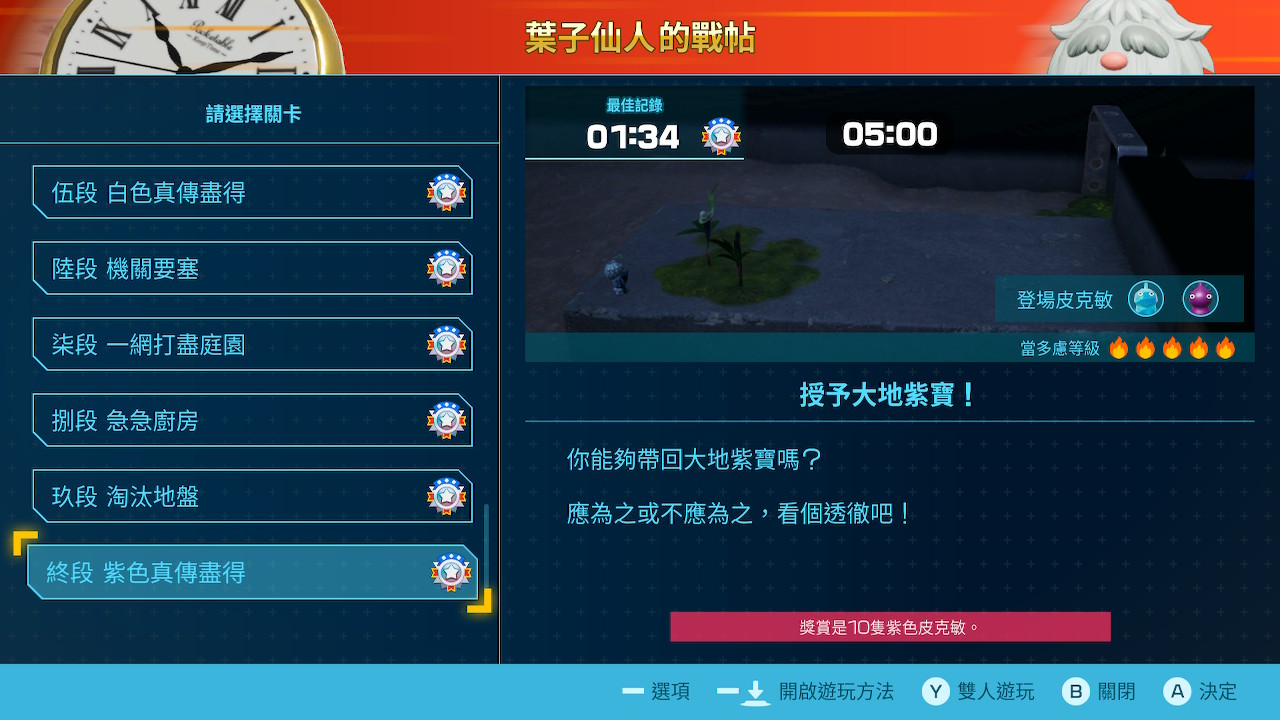 葉子仙人的戰帖
請選擇關卡
伍段 白色真傳盡得
陸段 機關要塞
柒段 一網打盡庭園
捌段 急急廚房
玖段 淘汰地盤
終段 紫色真傳盡得
最佳記錄
01:34
05:00
登場皮克敏
當多慮等級
授予大地紫寶！
你能夠帶回大地紫寶嗎？
應為之或不應為之，看個透徹吧！
獎賞是10隻紫色皮克敏。
選項
開啟遊玩方法
Y 雙人遊玩
B 關閉
A 決定